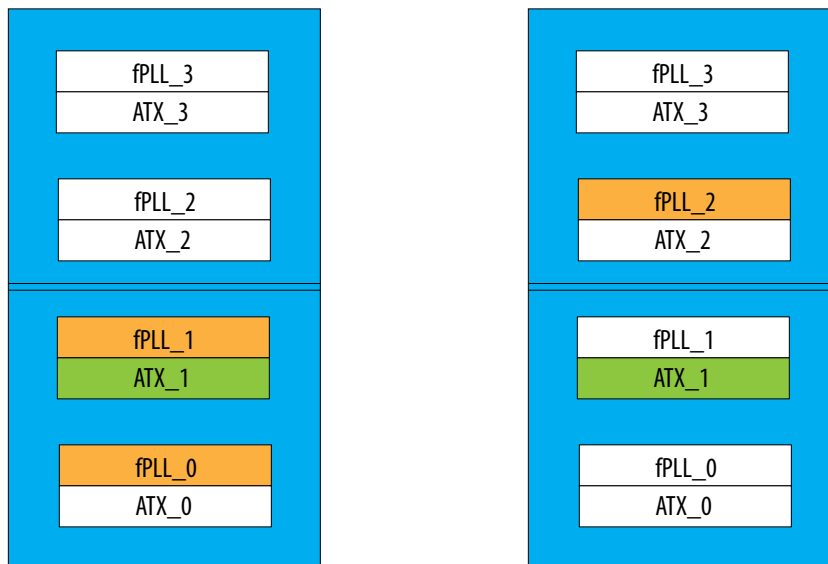 fPLL_3
ATX_3
fPLL_2
ATX_2
fPLL_1
ATX_1
fPLL_0
ATX_0
fPLL_3
ATX_3
fPLL_2
ATX_2
fPLL_1
ATX_1
fPLL_0
ATX_0